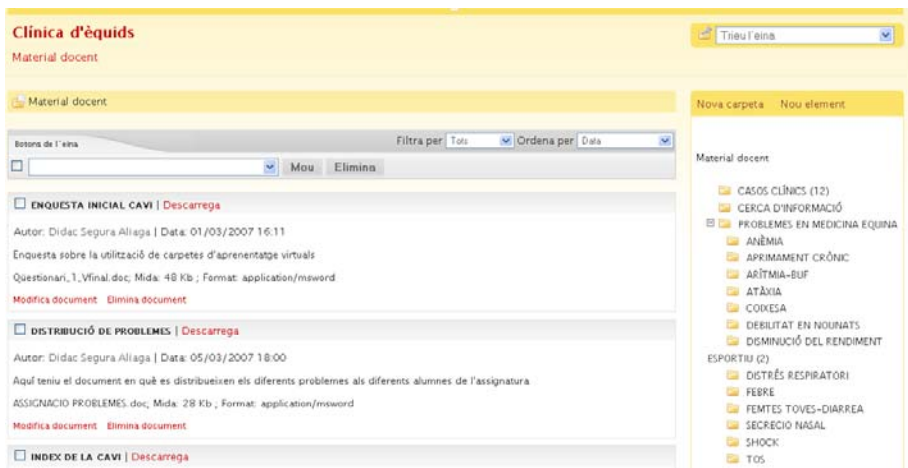 Clínica d'èquids
Material docent
Trieu l'eina
Material docent
Botons de l'eina
Filtra per Tots Ordena per Data
Mou Elimina
ENQUESTA INICIAL CAVI | Descarrega
Autor: Didac Segura Aliaga | Data: 01/03/2007 16:11
Enquesta sobre la utilització de carpetes d'aprenentatge virtuals
Questionari_1_Vfinal.doc; Mida: 48 Kb ; Format: application/msword
Modifica document Elimina document
DISTRIBUCIÓ DE PROBLEMES | Descarrega
Autor: Didac Segura Aliaga | Data: 05/03/2007 18:00
Aquí teniu el document en què es distribueixen els diferents problemes als diferents alumnes de l'assignatura
ASSIGNACIO PROBLEMES.doc; Mida: 28 Kb ; Format: application/msword
Modifica document Elimina document
INDEX DE LA CAVI | Descarrega
Nova carpeta Nou element
Material docent
CASOS CLÍNICS (12)
CERCA D'INFORMACIÓ
PROBLEMES EN MEDICINA EQUINA
ANÈMIA
APRIMAMENT CRÒNIC
ARÍTMIA-BUF
ATÀXIA
COIXESA
DEBILITAT EN NOUNATS
DISMINUCIÓ DEL RENDIMENT
ESPORTIU (2)
DISTRÉS RESPIRATORI
FEBRE
FEMTES TOVES-DIARREA
SECRECIO NASAL
SHOCK
TOS